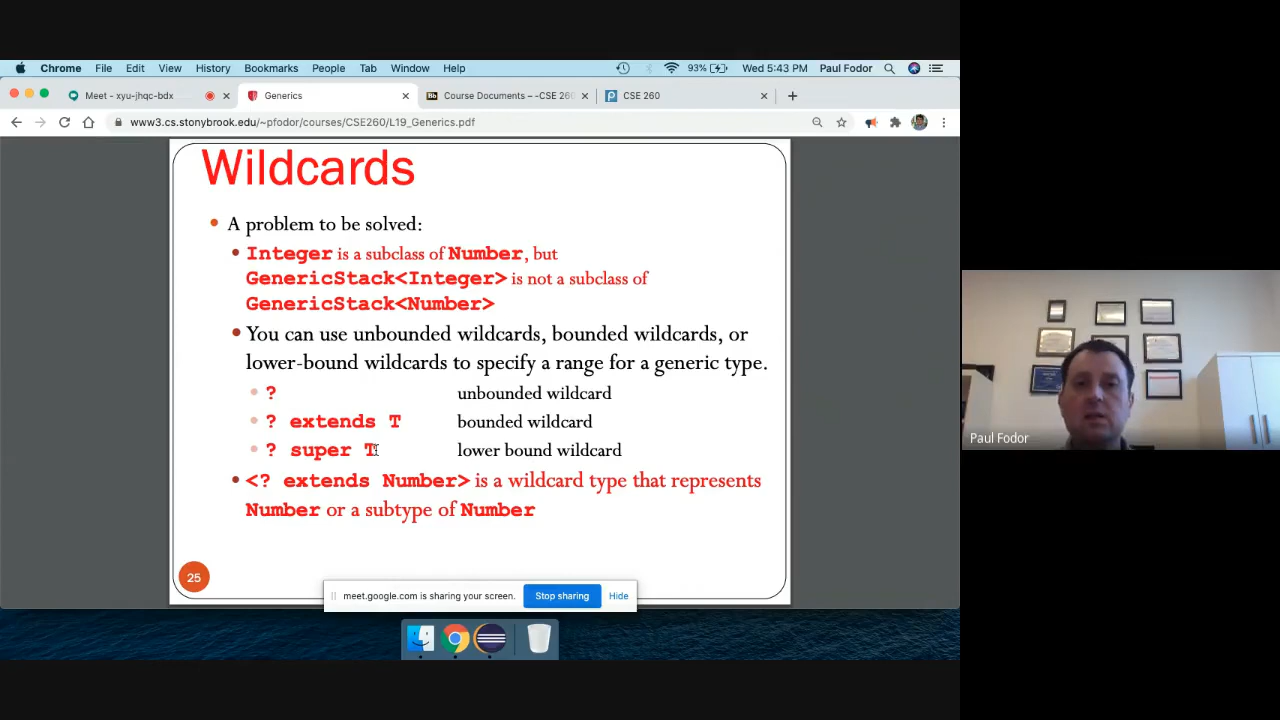 Chrome File Edit View History Bookmarks People Tab Window Help 93% Wed 5:43 PM Paul Fodor
Meet - xyu-jhqc-bdx Generics Course Documents – -CSE 260 CSE 260
www3.cs.stonybrook.edu/~pfodor/courses/CSE260/L19_Generics.pdf
Wildcards
• A problem to be solved:
• Integer is a subclass of Number, but
GenericStack<Integer> is not a subclass of
GenericStack<Number>
• You can use unbounded wildcards, bounded wildcards, or
lower-bound wildcards to specify a range for a generic type.
• ? unbounded wildcard
• ? extends T bounded wildcard
• ? super T lower bound wildcard
• <? extends Number> is a wildcard type that represents
Number or a subtype of Number
25
meet.google.com is sharing your screen. Stop sharing Hide
Paul Fodor